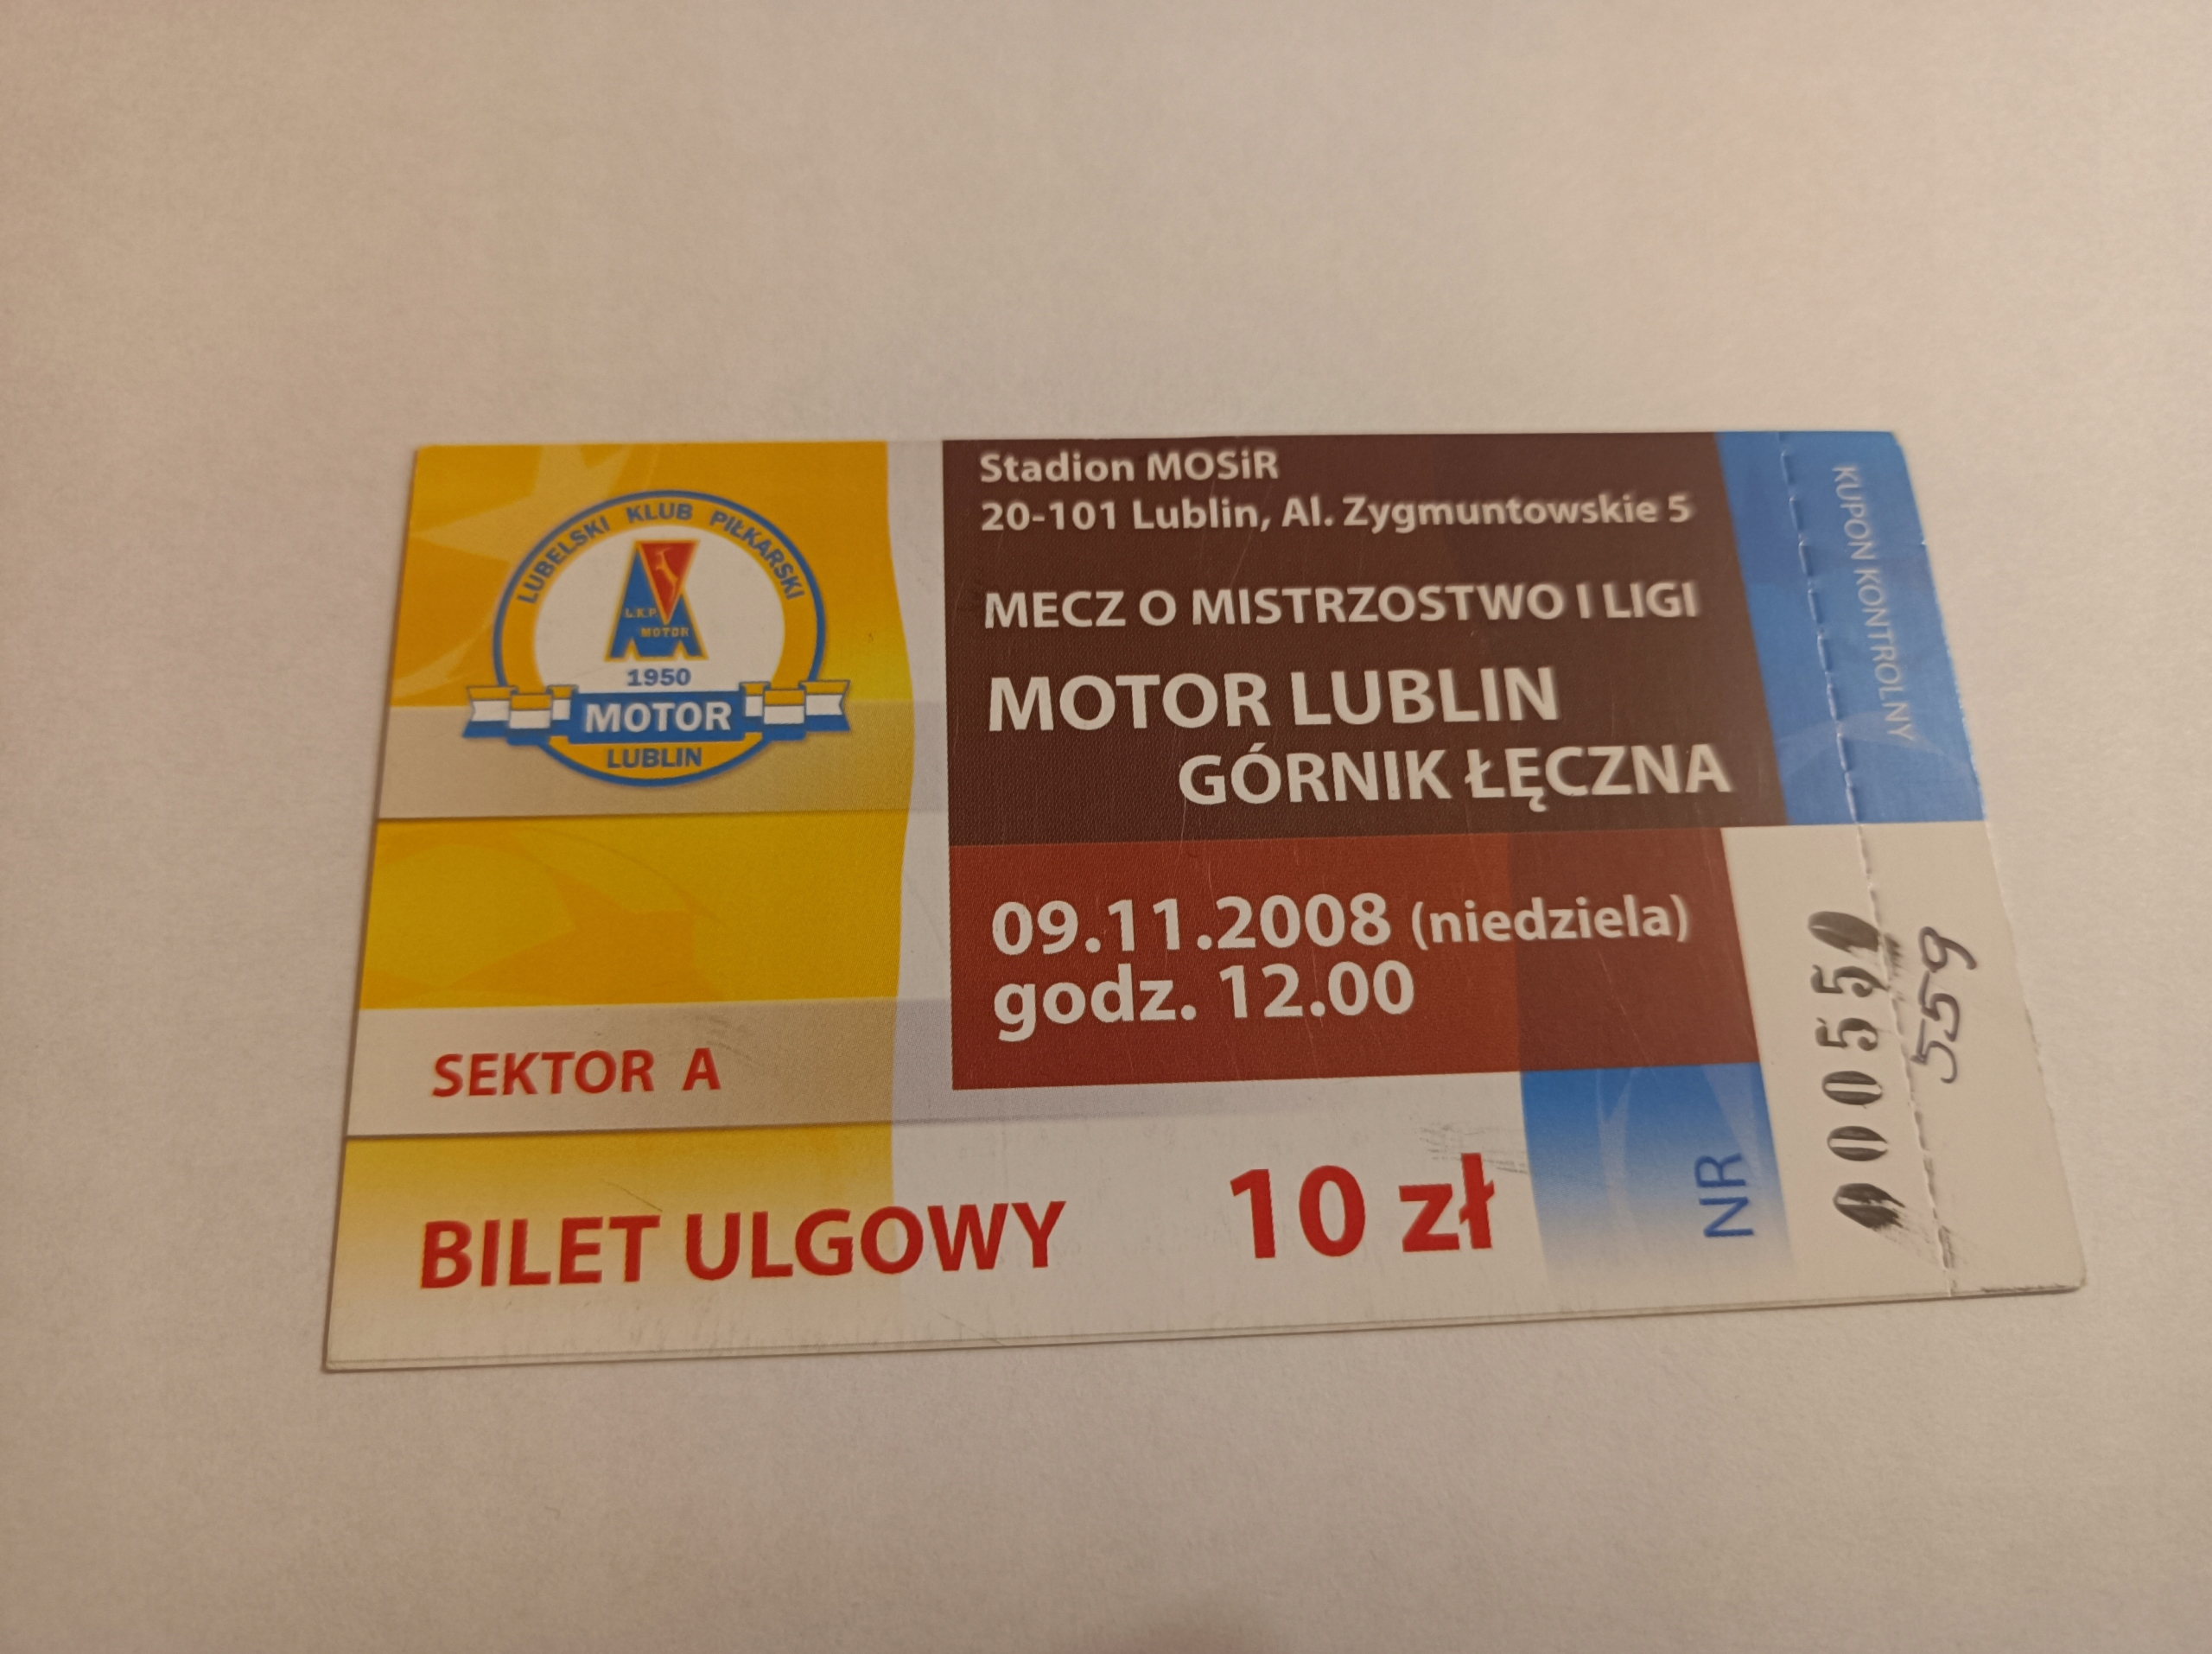 LUBELSKI KLUB PIŁKARSKI
L.K.P.
MOTOR
1950
MOTOR
LUBLIN
Stadion MOSiR
20-101 Lublin, Al. Zygmuntowskie 5
MECZ O MISTRZOSTWO I LIGI
MOTOR LUBLIN
GÓRNIK ŁĘCZNA
09.11.2008 (niedziela)
godz. 12.00
SEKTOR A
BILET ULGOWY
10 zł
NR
KUPON KONTROLNY
559